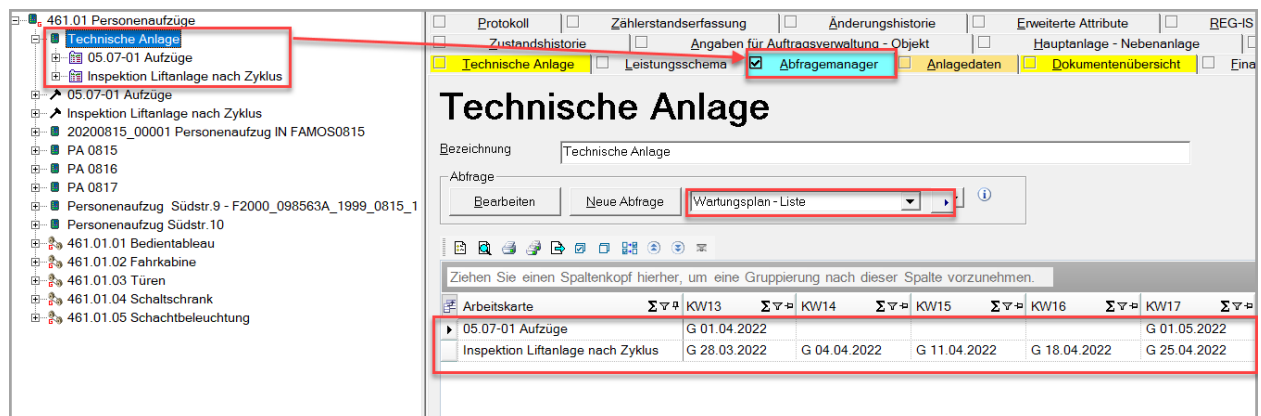 461.01 Personenaufzüge
Technische Anlage
05.07-01 Aufzüge
Inspektion Liftanlage nach Zyklus
05.07-01 Aufzüge
Inspektion Liftanlage nach Zyklus
20200815_00001 Personenaufzug IN FAMOS0815
PA 0815
PA 0816
PA 0817
Personenaufzug Südstr.9 - F2000_098563A_1999_0815_1
Personenaufzug Südstr.10
461.01.01 Bedientableau
461.01.02 Fahrkabine
461.01.03 Türen
461.01.04 Schaltschrank
461.01.05 Schachtbeleuchtung
Protokoll Zählerstandserfassung Änderungshistorie Erweiterte Attribute REG-IS
Zustandshistorie Angaben für Auftragsverwaltung - Objekt Hauptanlage - Nebenanlage
Technische Anlage Leistungsschema Abfragemanager Anlagedaten Dokumentenübersicht Fina
Technische Anlage
Bezeichnung Technische Anlage
Abfrage
Bearbeiten Neue Abfrage Wartungsplan - Liste
Ziehen Sie einen Spaltenkopf hierher, um eine Gruppierung nach dieser Spalte vorzunehmen.
Arbeitskarte KW13 KW14 KW15 KW16 KW17
05.07-01 Aufzüge G 01.04.2022 G 01.05.2022
Inspektion Liftanlage nach Zyklus G 28.03.2022 G 04.04.2022 G 11.04.2022 G 18.04.2022 G 25.04.2022